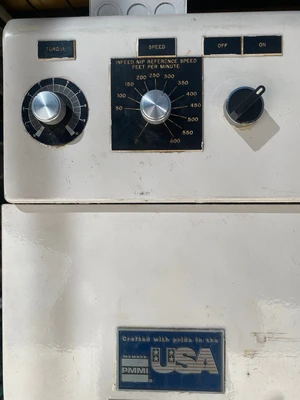 TORQUE
SPEED
OFF
ON
INFEED NIP REFERENCE SPEED
FEET PER MINUTE
50
100
150
200
250
300
350
400
450
500
550
600
Crafted with pride in the
MEMBER
PMMI
USA